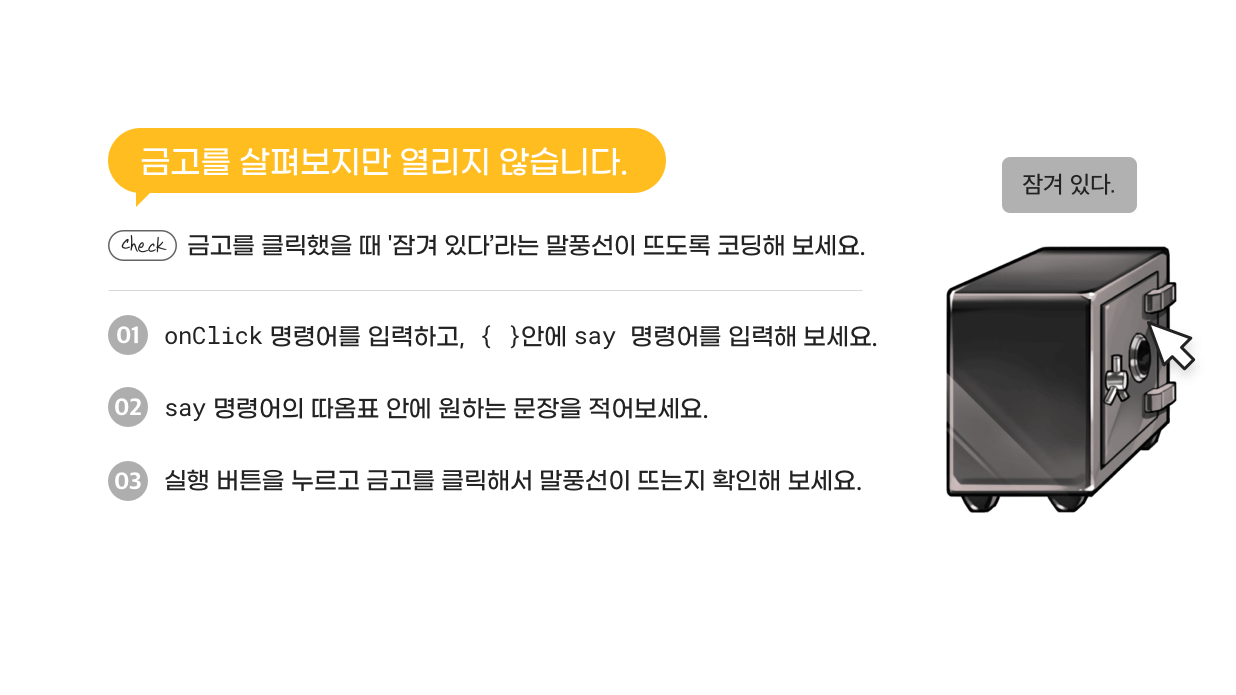 금고를 살펴보지만 열리지 않습니다.
잠겨 있다.
check 금고를 클릭했을 때 '잠겨 있다’라는 말풍선이 뜨도록 코딩해 보세요.
01 onClick 명령어를 입력하고, { }안에 say 명령어를 입력해 보세요.
02 say 명령어의 따옴표 안에 원하는 문장을 적어보세요.
03 실행 버튼을 누르고 금고를 클릭해서 말풍선이 뜨는지 확인해 보세요.